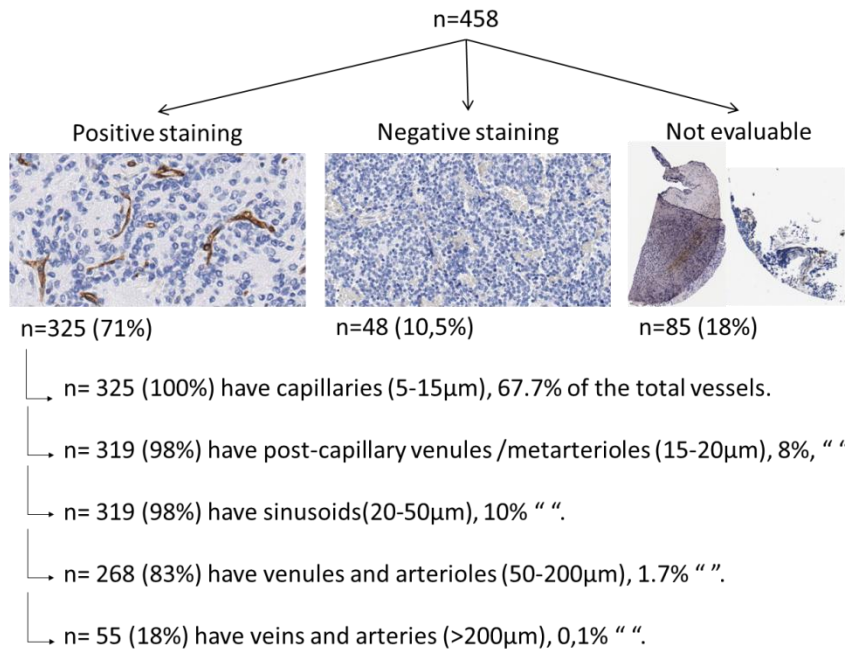 n=458
Positive staining
Negative staining
Not evaluable
n=325 (71%)
n=48 (10,5%)
n=85 (18%)
n= 325 (100%) have capillaries (5-15µm), 67.7% of the total vessels.
n= 319 (98%) have post-capillary venules /metarterioles (15-20µm), 8%, “ “
n= 319 (98%) have sinusoids(20-50µm), 10% “ “.
n= 268 (83%) have venules and arterioles (50-200µm), 1.7% “ ”.
n= 55 (18%) have veins and arteries (>200µm), 0,1% “ “.